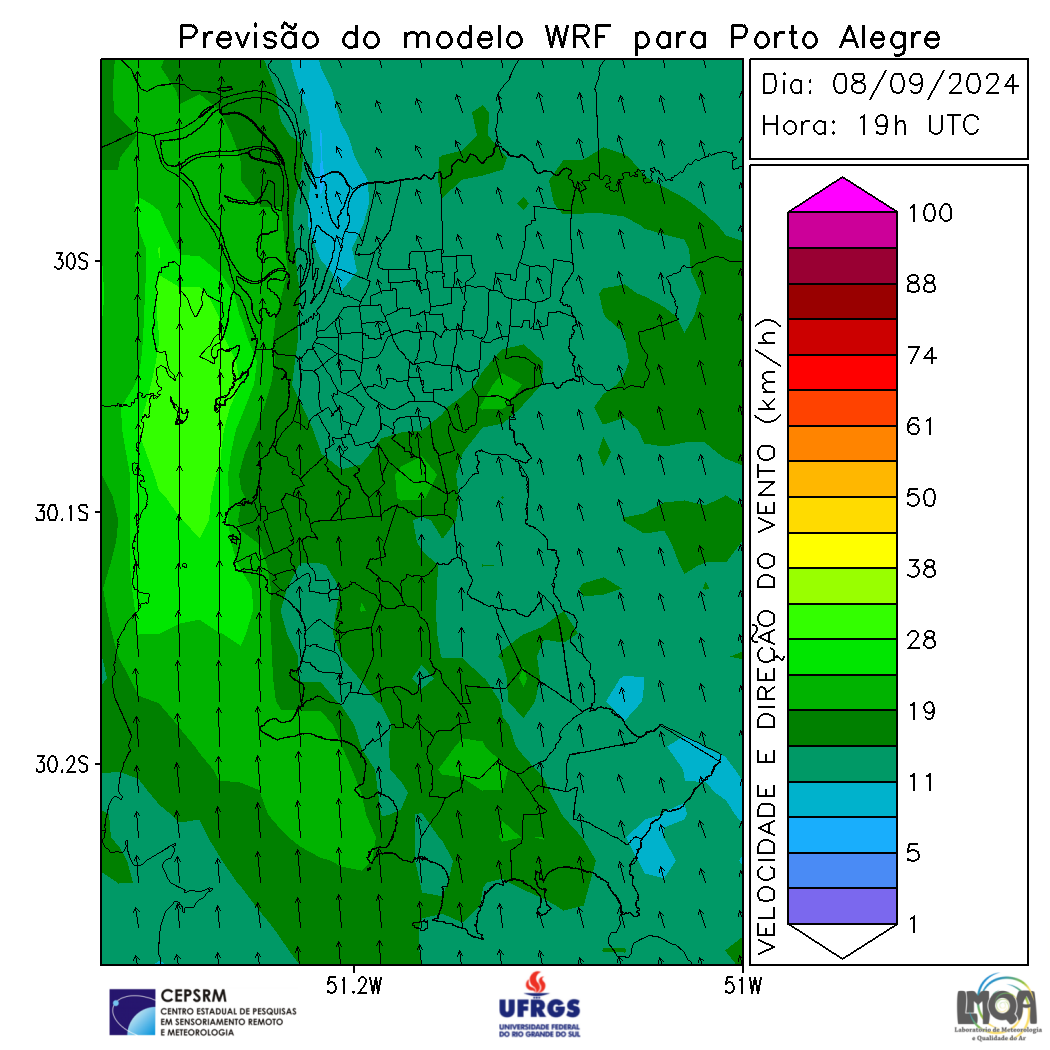 Previsão do modelo WRF para Porto Alegre
Dia: 08/09/2024
Hora: 19h UTC
30S
30.1S
30.2S
51.2W
51W
VELOCIDADE E DIREÇÃO DO VENTO (km/h)
100
88
74
61
50
38
28
19
11
5
1
CEPSRM
CENTRO ESTADUAL DE PESQUISAS
EM SENSORIAMENTO REMOTO
E METEOROLOGIA
UFRGS
UNIVERSIDADE FEDERAL
DO RIO GRANDE DO SUL
LMQA
Laboratório de Meteorologia
e Qualidade do Ar